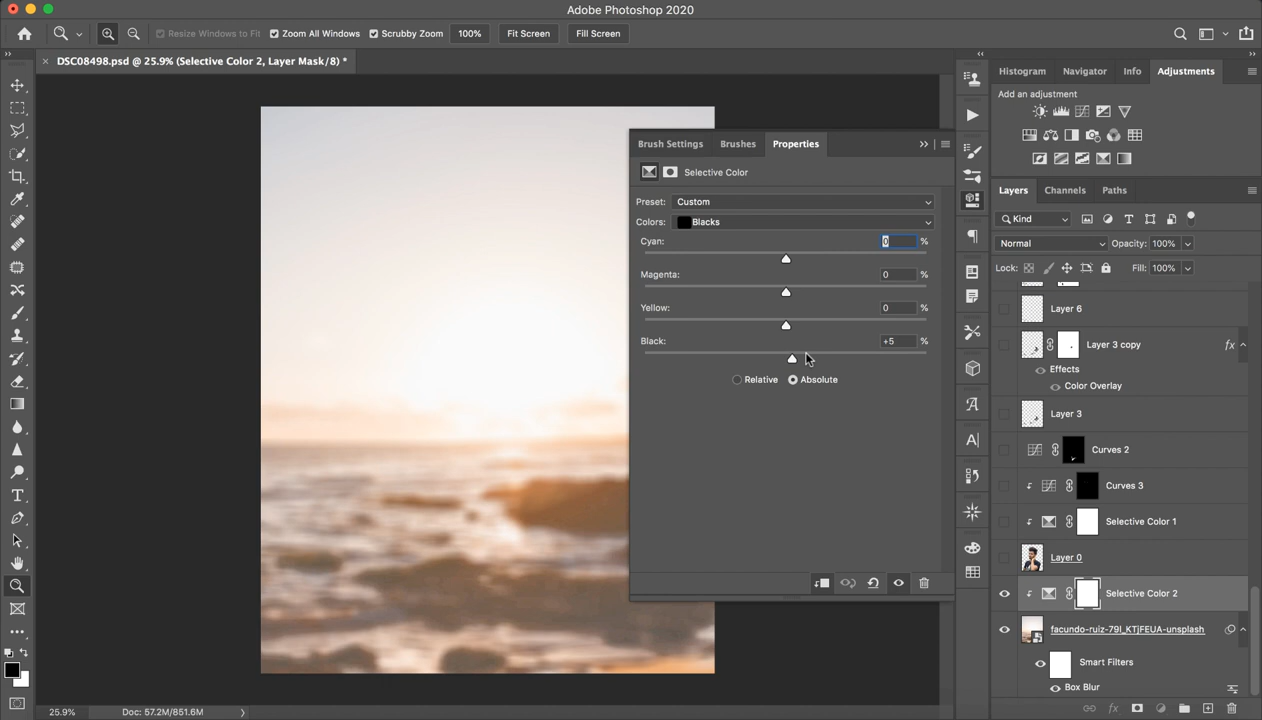 Adobe Photoshop 2020
Resize Windows to Fit
Zoom All Windows
Scrubby Zoom
100%
Fit Screen
Fill Screen
DSC08498.psd @ 25.9% (Selective Color 2, Layer Mask/8) *
Histogram
Navigator
Info
Adjustments
Add an adjustment
Brush Settings
Brushes
Properties
Selective Color
Preset: Custom
Colors: Blacks
Cyan: 0 %
Magenta: 0 %
Yellow: 0 %
Black: +5 %
Relative
Absolute
Layers
Channels
Paths
Kind
Normal
Opacity: 100%
Lock:
Fill: 100%
Layer 6
Layer 3 copy
fx
Effects
Color Overlay
Layer 3
Curves 2
Curves 3
Selective Color 1
Layer 0
Selective Color 2
facundo-ruiz-79l_KTjFEUA-unsplash
Smart Filters
Box Blur
fx
25.9%
Doc: 57.2M/851.6M